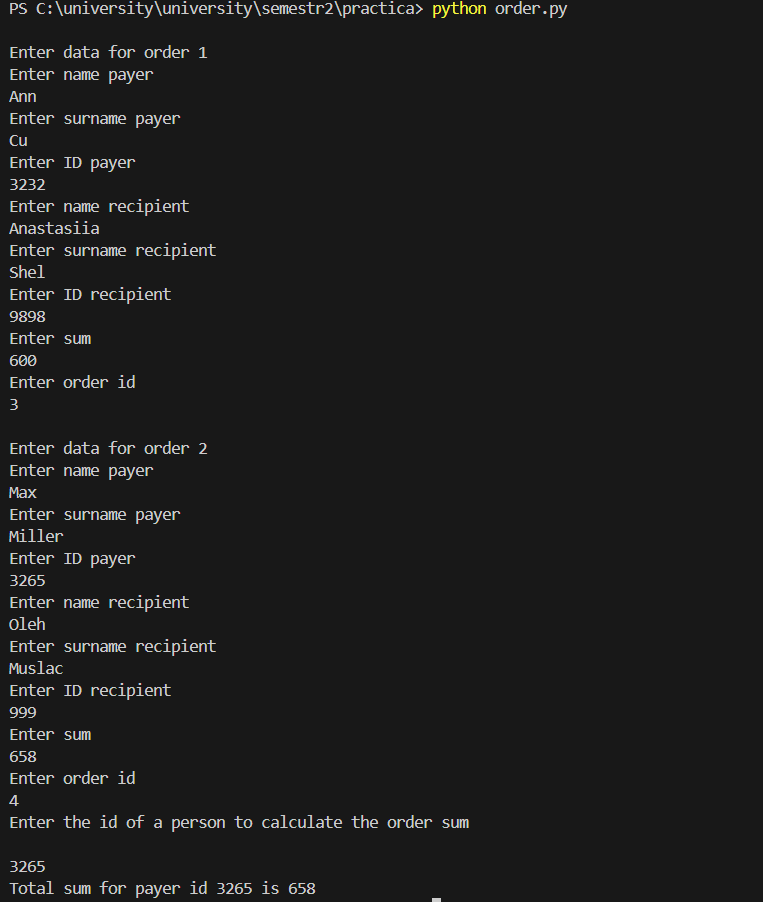 PS C:\university\university\semestr2\practica> python order.py
Enter data for order 1
Enter name payer
Ann
Enter surname payer
Cu
Enter ID payer
3232
Enter name recipient
Anastasiia
Enter surname recipient
Shel
Enter ID recipient
9898
Enter sum
600
Enter order id
3
Enter data for order 2
Enter name payer
Max
Enter surname payer
Miller
Enter ID payer
3265
Enter name recipient
Oleh
Enter surname recipient
Muslac
Enter ID recipient
999
Enter sum
658
Enter order id
4
Enter the id of a person to calculate the order sum
3265
Total sum for payer id 3265 is 658